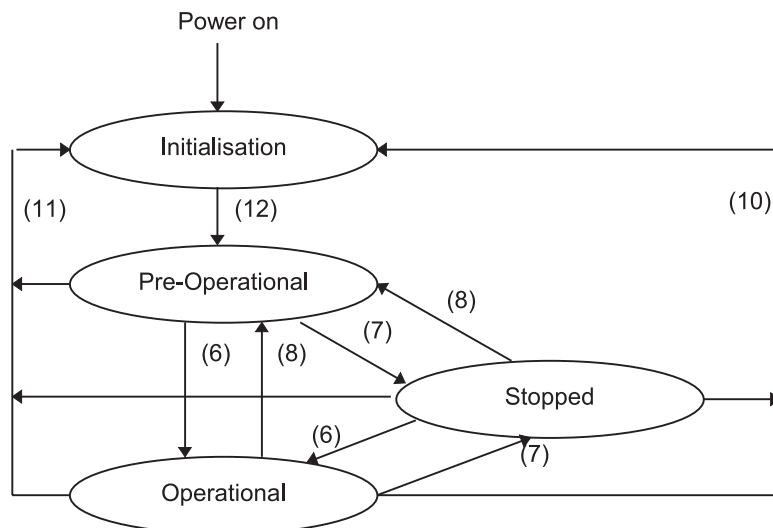 Power on
Initialisation
(11)
(12)
(10)
Pre-Operational
(8)
(7)
(6)
(8)
Stopped
(6)
(7)
Operational